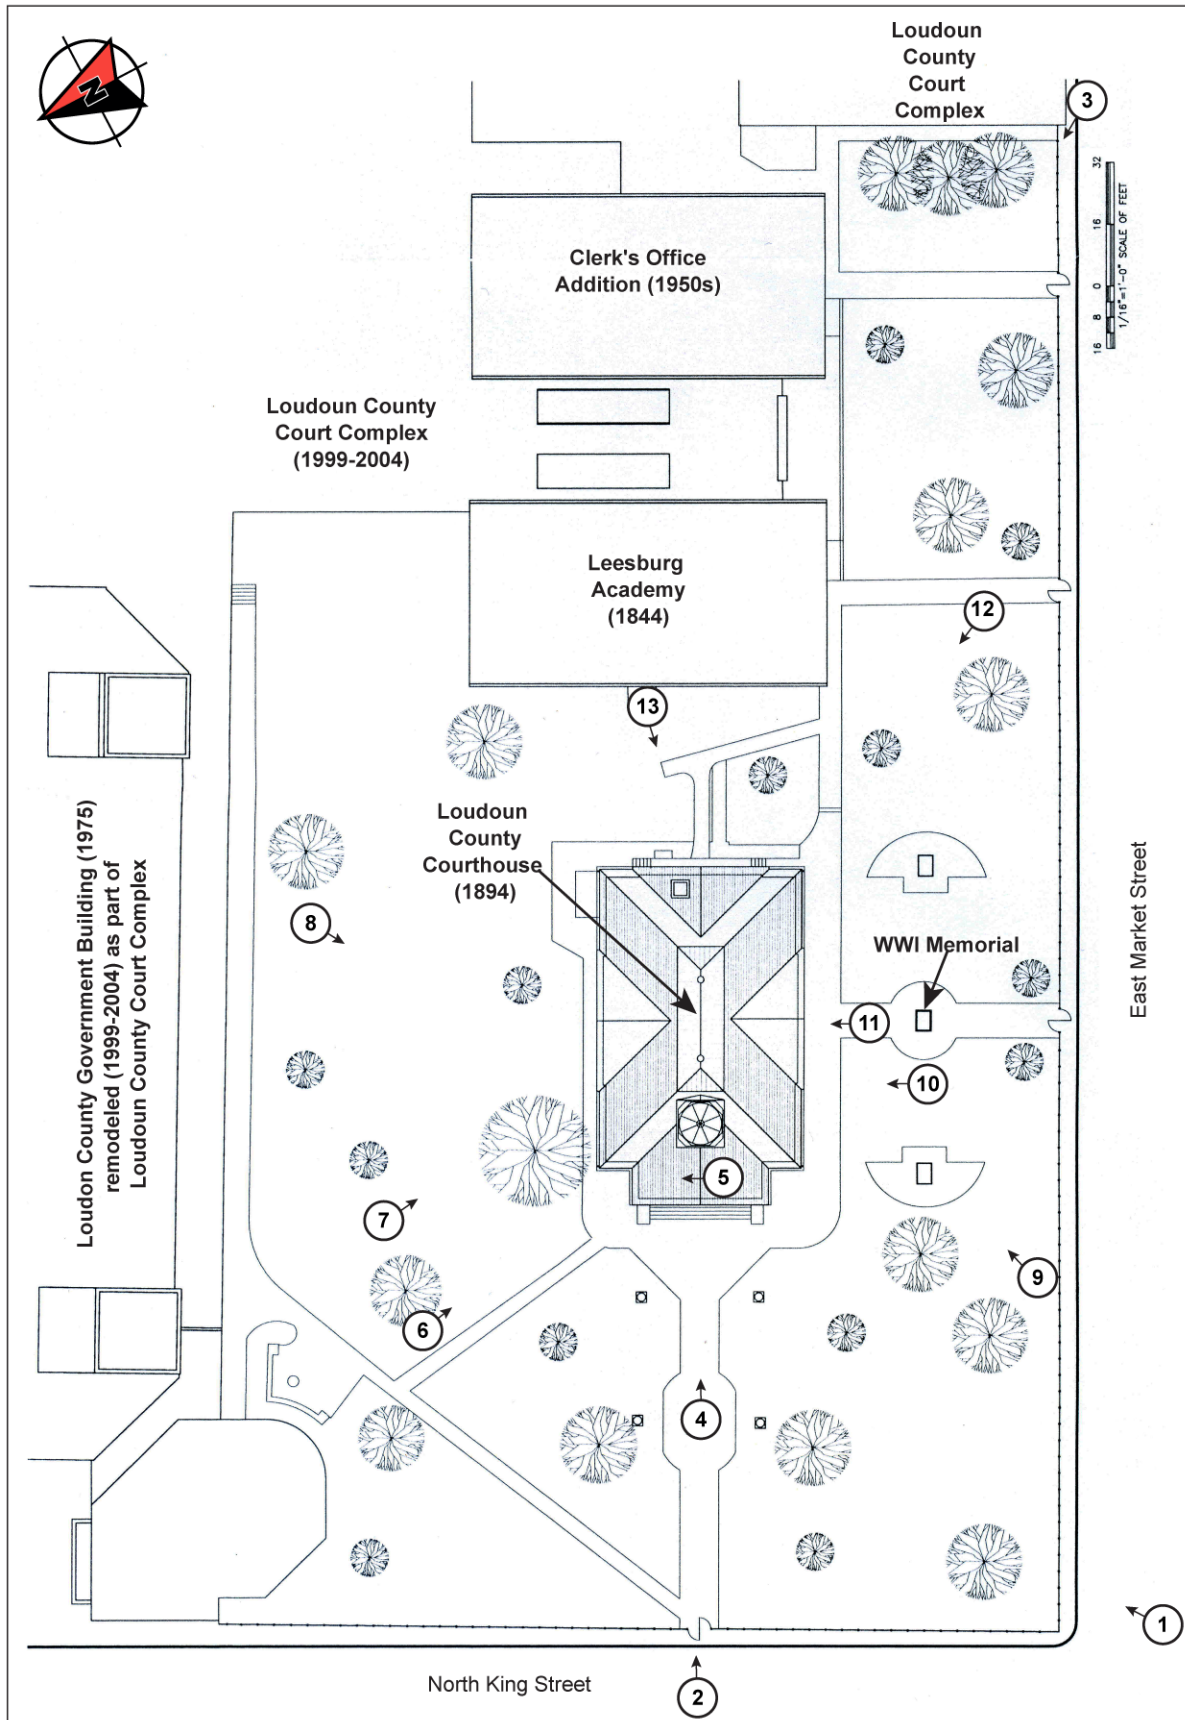 N
Loudoun
County
Court
Complex
3
32
16
0
8
16
1/16"=1'-0" SCALE OF FEET
Clerk's Office
Addition (1950s)
Loudoun County
Court Complex
(1999-2004)
Leesburg
Academy
(1844)
12
13
Loudoun
County
Courthouse
(1894)
8
WWI Memorial
East Market Street
Loudon County Government Building (1975)
remodeled (1999-2004) as part of
Loudoun County Court Complex
11
10
5
7
9
6
4
1
North King Street
2